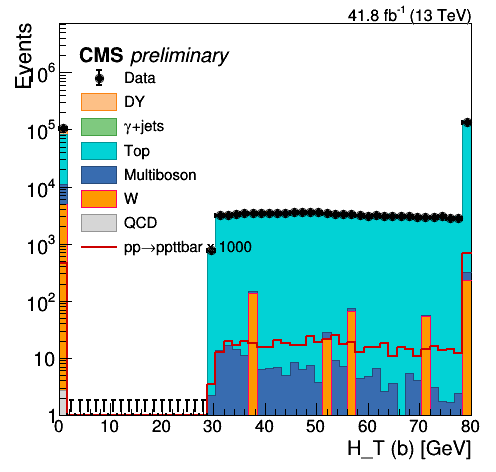 41.8 fb⁻¹ (13 TeV)
Events
CMS preliminary
Data
DY
γ+jets
Top
Multiboson
W
QCD
pp→ppttbar x 1000
10⁶
10⁵
10⁴
10³
10²
10
1
0 10 20 30 40 50 60 70 80
H_T (b) [GeV]